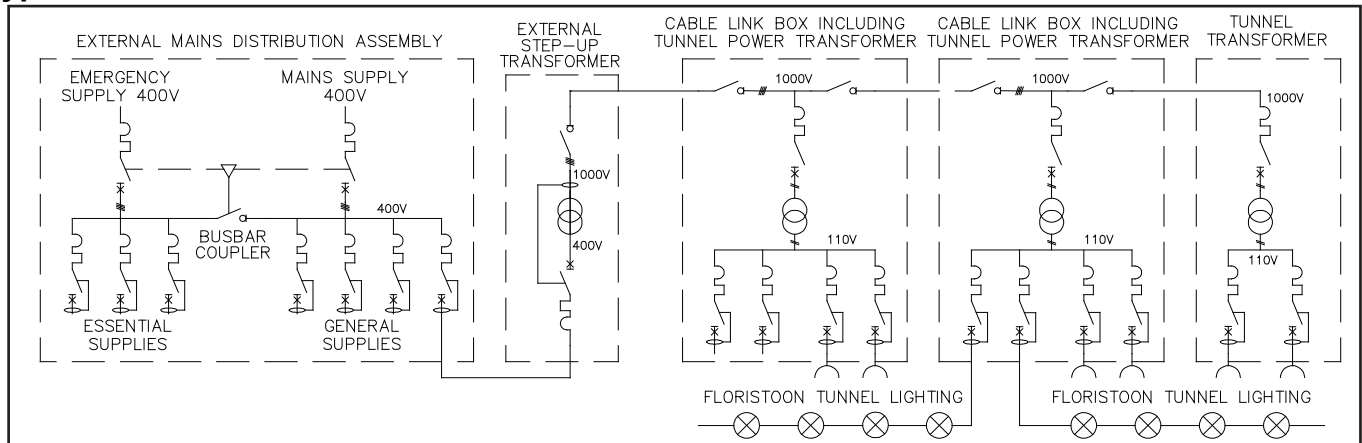 EXTERNAL MAINS DISTRIBUTION ASSEMBLY
EMERGENCY
SUPPLY 400V
MAINS SUPPLY
400V
400V
BUSBAR
COUPLER
ESSENTIAL
SUPPLIES
GENERAL
SUPPLIES
EXTERNAL
STEP-UP
TRANSFORMER
1000V
400V
CABLE LINK BOX INCLUDING
TUNNEL POWER TRANSFORMER
1000V
110V
CABLE LINK BOX INCLUDING
TUNNEL POWER TRANSFORMER
1000V
110V
TUNNEL
TRANSFORMER
1000V
110V
FLORISTOON TUNNEL LIGHTING
FLORISTOON TUNNEL LIGHTING